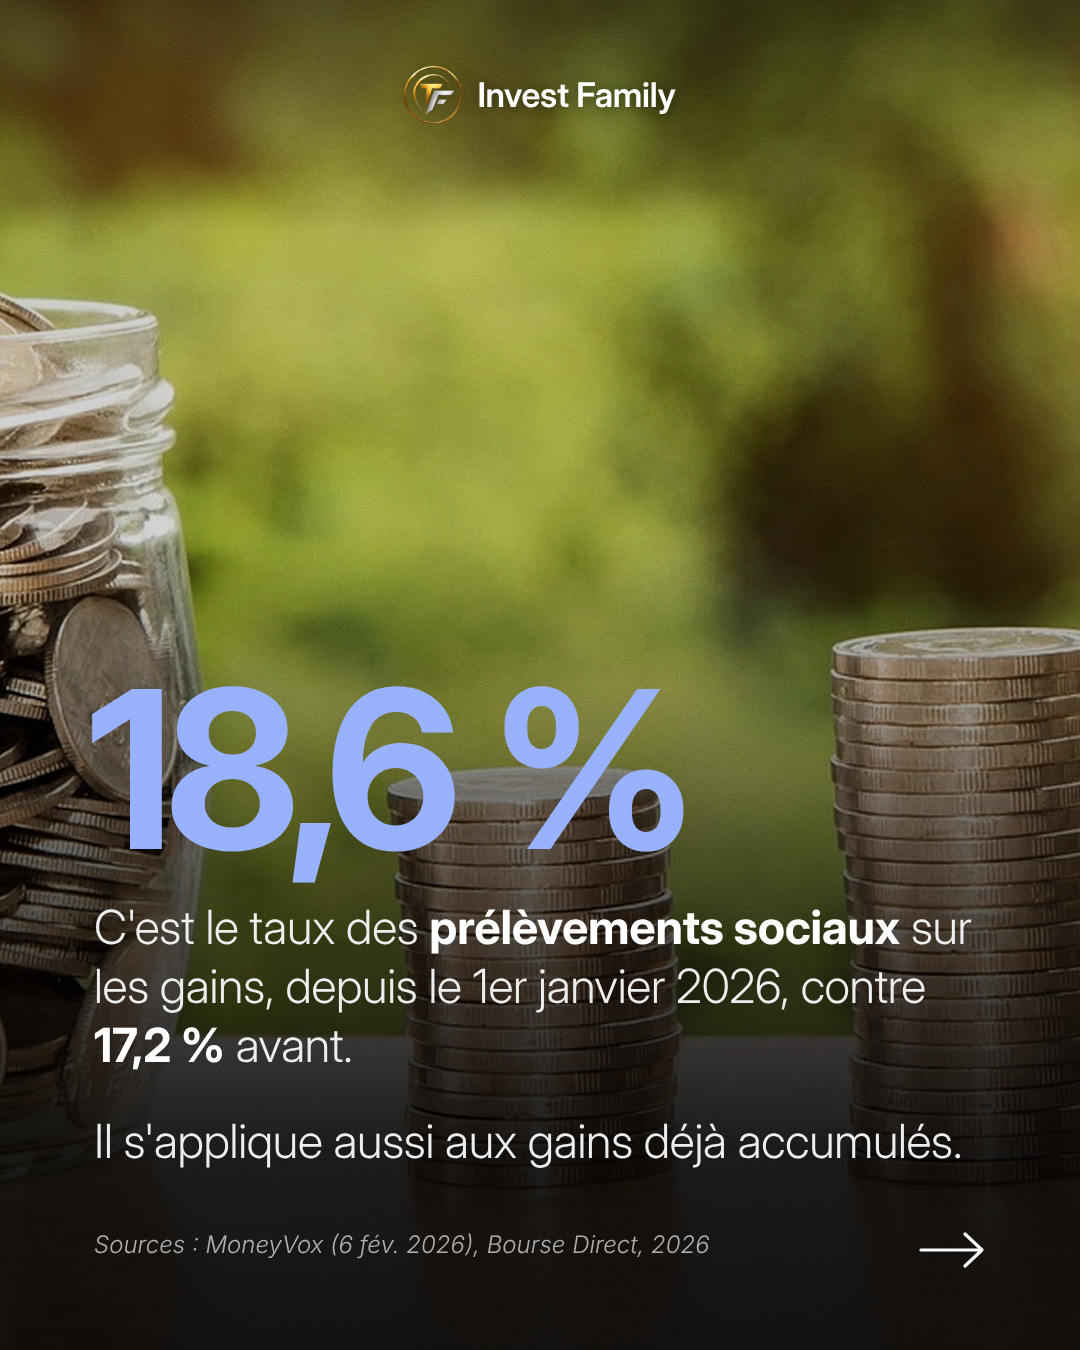 Invest Family
18,6 %
C'est le taux des prélèvements sociaux sur
les gains, depuis le 1er janvier 2026, contre
17,2 % avant.
Il s'applique aussi aux gains déjà accumulés.
Sources : MoneyVox (6 fév. 2026), Bourse Direct, 2026